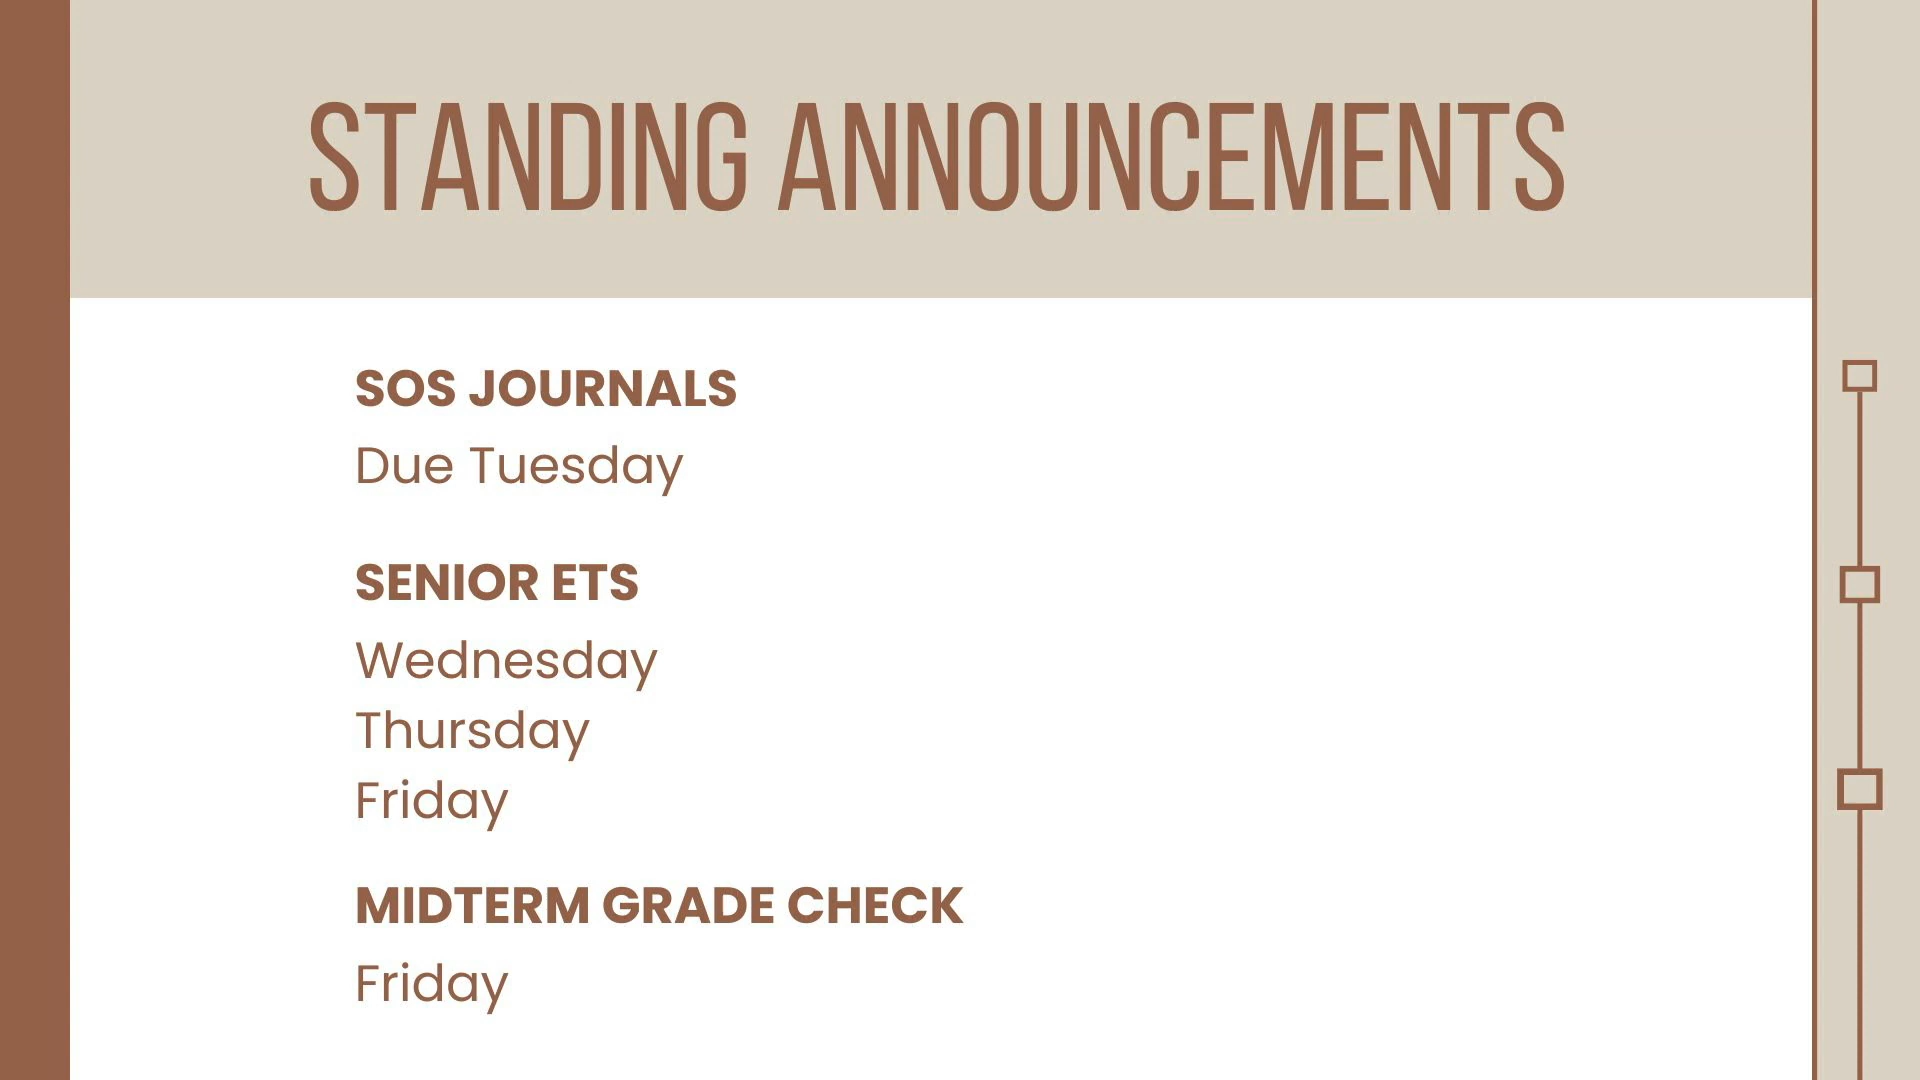 STANDING ANNOUNCEMENTS
SOS JOURNALS
Due Tuesday
SENIOR ETS
Wednesday
Thursday
Friday
MIDTERM GRADE CHECK
Friday